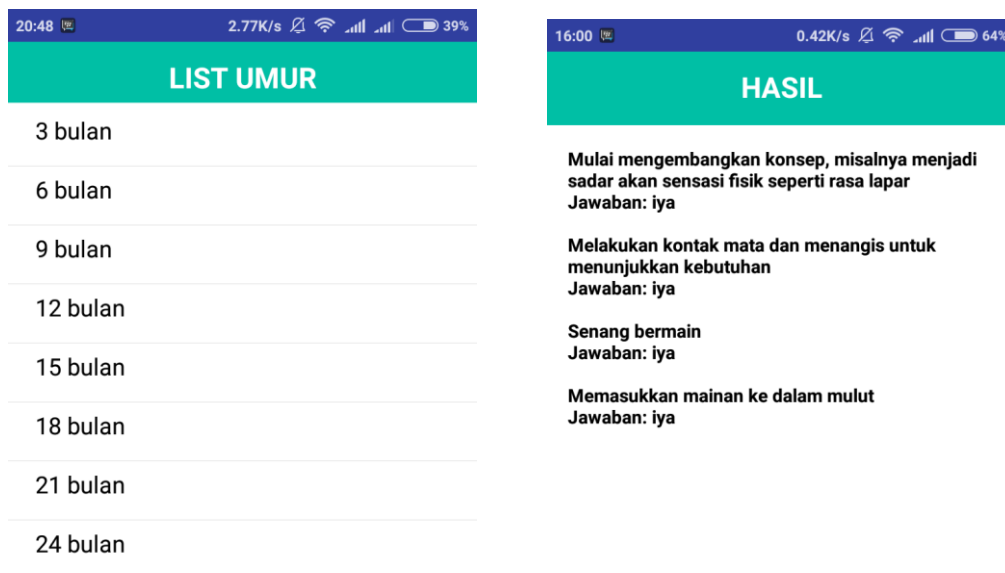 20:48
2.77K/s
39%
LIST UMUR
3 bulan
6 bulan
9 bulan
12 bulan
15 bulan
18 bulan
21 bulan
24 bulan
16:00
0.42K/s
64%
HASIL
Mulai mengembangkan konsep, misalnya menjadi
sadar akan sensasi fisik seperti rasa lapar
Jawaban: iya
Melakukan kontak mata dan menangis untuk
menunjukkan kebutuhan
Jawaban: iya
Senang bermain
Jawaban: iya
Memasukkan mainan ke dalam mulut
Jawaban: iya